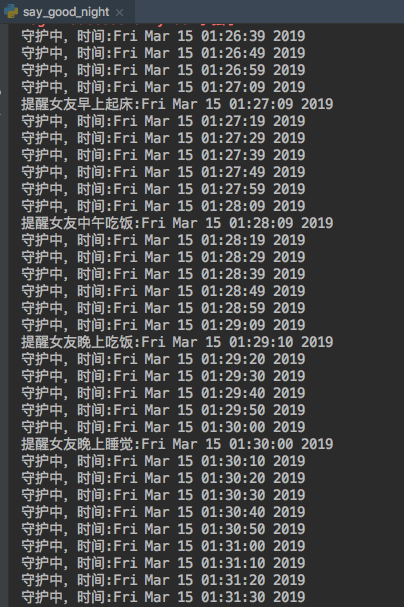 say_good_night
守护中, 时间:Fri Mar 15 01:26:39 2019
守护中, 时间:Fri Mar 15 01:26:49 2019
守护中, 时间:Fri Mar 15 01:26:59 2019
守护中, 时间:Fri Mar 15 01:27:09 2019
提醒女友早上起床:Fri Mar 15 01:27:09 2019
守护中, 时间:Fri Mar 15 01:27:19 2019
守护中, 时间:Fri Mar 15 01:27:29 2019
守护中, 时间:Fri Mar 15 01:27:39 2019
守护中, 时间:Fri Mar 15 01:27:49 2019
守护中, 时间:Fri Mar 15 01:27:59 2019
守护中, 时间:Fri Mar 15 01:28:09 2019
提醒女友中午吃饭:Fri Mar 15 01:28:09 2019
守护中, 时间:Fri Mar 15 01:28:19 2019
守护中, 时间:Fri Mar 15 01:28:29 2019
守护中, 时间:Fri Mar 15 01:28:39 2019
守护中, 时间:Fri Mar 15 01:28:49 2019
守护中, 时间:Fri Mar 15 01:28:59 2019
守护中, 时间:Fri Mar 15 01:29:09 2019
提醒女友晚上吃饭:Fri Mar 15 01:29:10 2019
守护中, 时间:Fri Mar 15 01:29:20 2019
守护中, 时间:Fri Mar 15 01:29:30 2019
守护中, 时间:Fri Mar 15 01:29:40 2019
守护中, 时间:Fri Mar 15 01:29:50 2019
守护中, 时间:Fri Mar 15 01:30:00 2019
提醒女友晚上睡觉:Fri Mar 15 01:30:00 2019
守护中, 时间:Fri Mar 15 01:30:10 2019
守护中, 时间:Fri Mar 15 01:30:20 2019
守护中, 时间:Fri Mar 15 01:30:30 2019
守护中, 时间:Fri Mar 15 01:30:40 2019
守护中, 时间:Fri Mar 15 01:30:50 2019
守护中, 时间:Fri Mar 15 01:31:00 2019
守护中, 时间:Fri Mar 15 01:31:10 2019
守护中, 时间:Fri Mar 15 01:31:20 2019
守护中, 时间:Fri Mar 15 01:31:30 2019